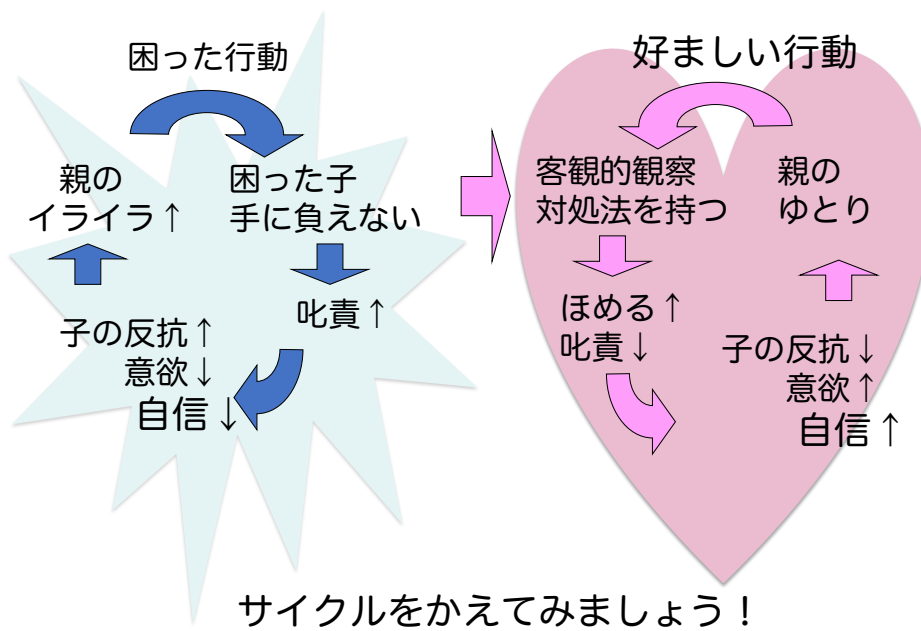 困った行動
困った子
手に負えない
叱責↑
子の反抗↑
意欲↓
自信↓
親の
イライラ↑
好ましい行動
客観的観察
対処法を持つ
ほめる↑
叱責↓
子の反抗↓
意欲↑
自信↑
親の
ゆとり
サイクルをかえてみましょう！